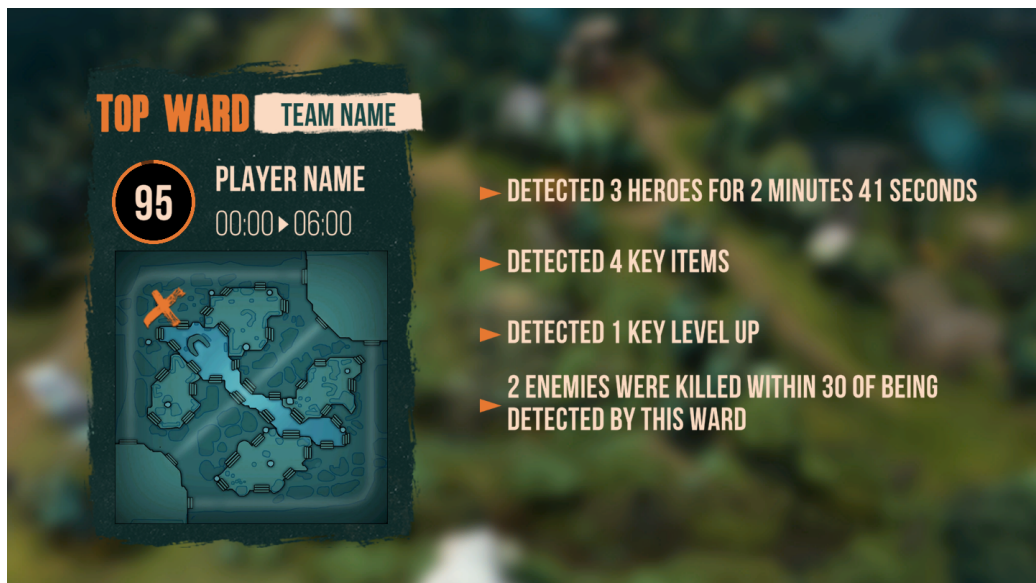 TOP WARD TEAM NAME
95
PLAYER NAME
00:00 ▶ 06:00
► DETECTED 3 HEROES FOR 2 MINUTES 41 SECONDS
► DETECTED 4 KEY ITEMS
► DETECTED 1 KEY LEVEL UP
► 2 ENEMIES WERE KILLED WITHIN 30 OF BEING
DETECTED BY THIS WARD